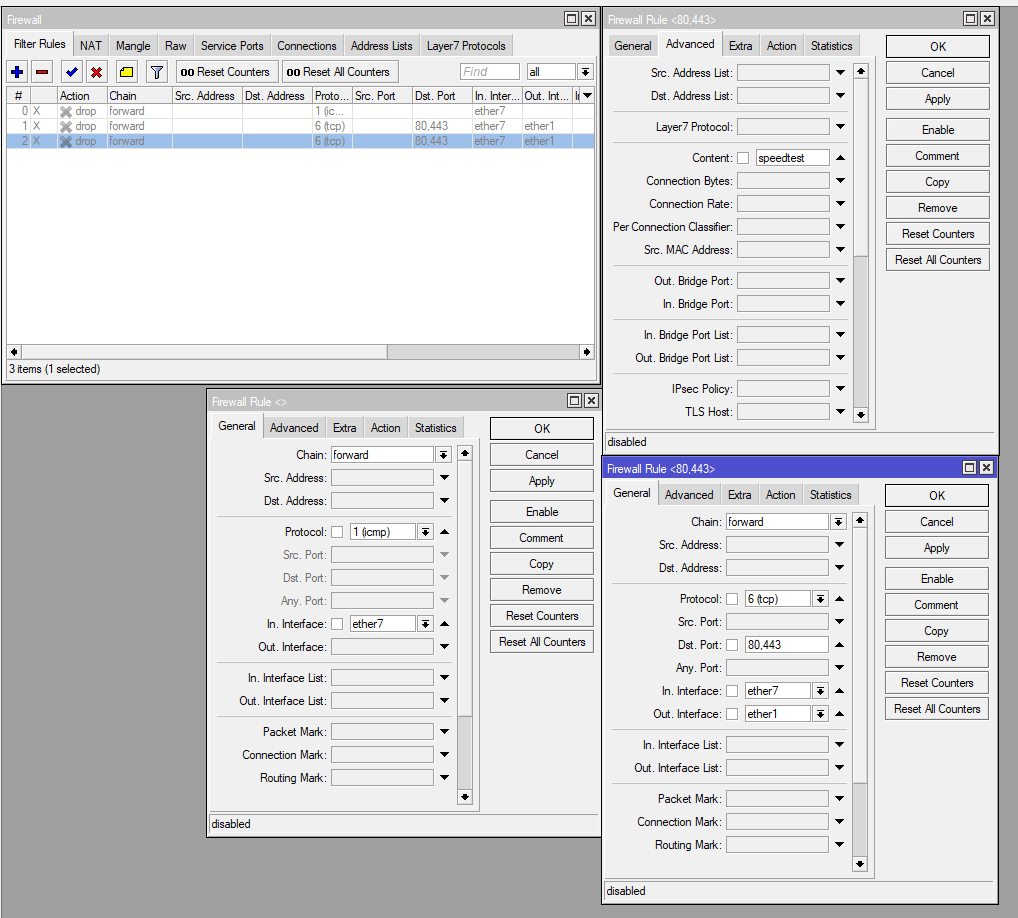 Firewall
Filter Rules NAT Mangle Raw Service Ports Connections Address Lists Layer7 Protocols
00 Reset Counters 00 Reset All Counters Find all
# Action Chain Src. Address Dst. Address Proto... Src. Port Dst. Port In. Inter... Out. Int...
0 X drop forward 1 (ic... ether7
1 X drop forward 6 (tcp) 80,443 ether7 ether1
2 X drop forward 6 (tcp) 80,443 ether7 ether1
3 items (1 selected)
Firewall Rule <80,443>
General Advanced Extra Action Statistics
Src. Address List:
Dst. Address List:
Layer7 Protocol:
Content: speedtest
Connection Bytes:
Connection Rate:
Per Connection Classifier:
Src. MAC Address:
Out. Bridge Port:
In. Bridge Port:
In. Bridge Port List:
Out. Bridge Port List:
IPsec Policy:
TLS Host:
OK
Cancel
Apply
Enable
Comment
Copy
Remove
Reset Counters
Reset All Counters
disabled
Firewall Rule <>
General Advanced Extra Action Statistics
Chain: forward
Src. Address:
Dst. Address:
Protocol: 1 (icmp)
Src. Port:
Dst. Port:
Any. Port:
In. Interface: ether7
Out. Interface:
In. Interface List:
Out. Interface List:
Packet Mark:
Connection Mark:
Routing Mark:
OK
Cancel
Apply
Enable
Comment
Copy
Remove
Reset Counters
Reset All Counters
disabled
Firewall Rule <80,443>
General Advanced Extra Action Statistics
Chain: forward
Src. Address:
Dst. Address:
Protocol: 6 (tcp)
Src. Port:
Dst. Port: 80,443
Any. Port:
In. Interface: ether7
Out. Interface: ether1
In. Interface List:
Out. Interface List:
Packet Mark:
Connection Mark:
Routing Mark:
OK
Cancel
Apply
Enable
Comment
Copy
Remove
Reset Counters
Reset All Counters
disabled